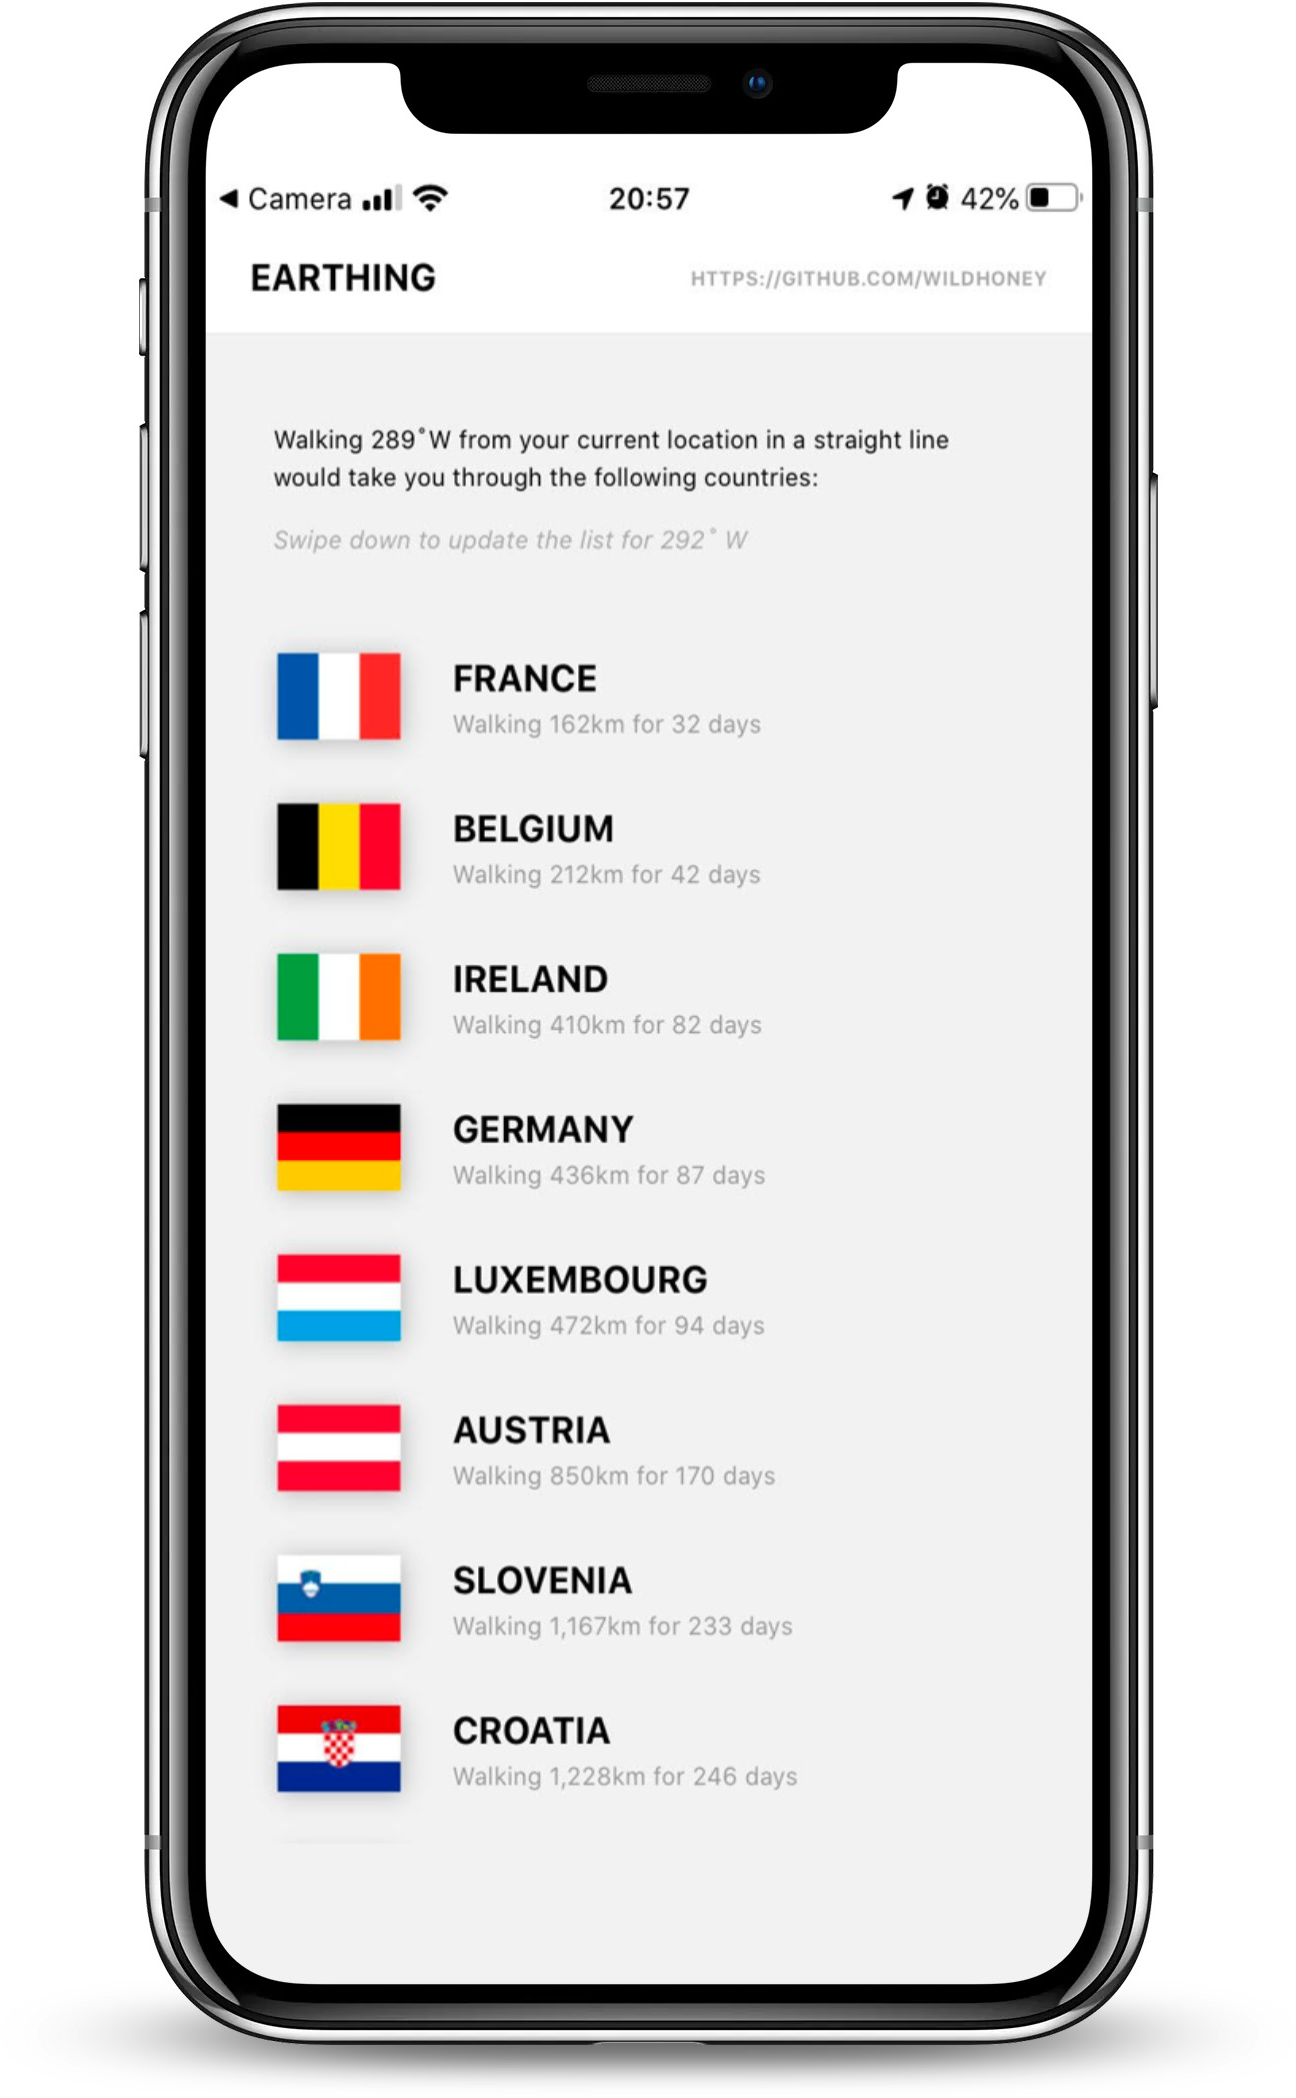 Camera 20:57 42%
EARTHING HTTPS://GITHUB.COM/WILDHONEY
Walking 289°W from your current location in a straight line
would take you through the following countries:
Swipe down to update the list for 292° W
FRANCE
Walking 162km for 32 days
BELGIUM
Walking 212km for 42 days
IRELAND
Walking 410km for 82 days
GERMANY
Walking 436km for 87 days
LUXEMBOURG
Walking 472km for 94 days
AUSTRIA
Walking 850km for 170 days
SLOVENIA
Walking 1,167km for 233 days
CROATIA
Walking 1,228km for 246 days